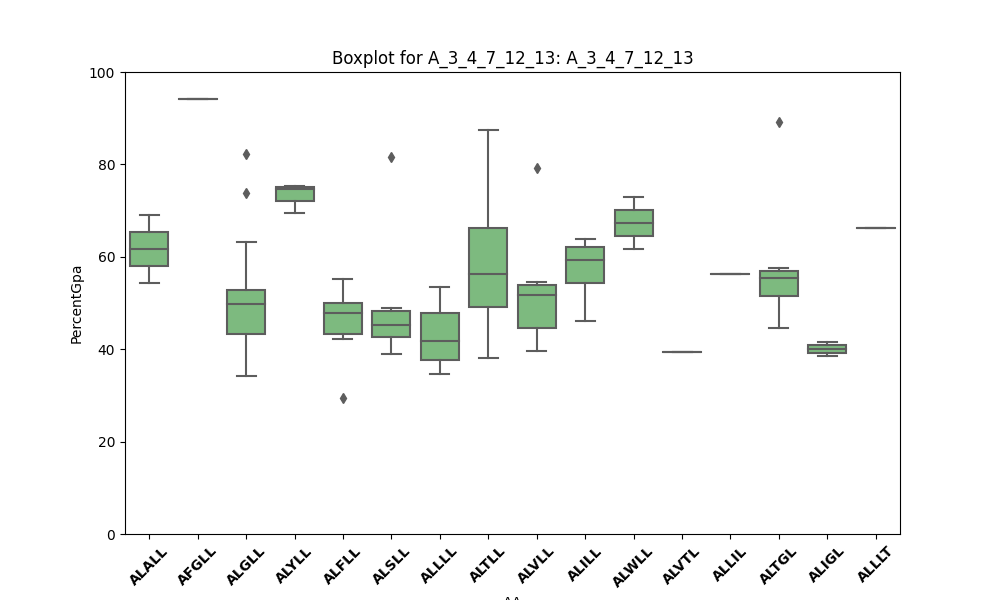 Boxplot for A_3_4_7_12_13: A_3_4_7_12_13
100
80
60
40
20
0
PercentGpa
ALALL AFGLL ALGLL ALYLL ALFLL ALSLL ALLLL ALTLL ALVLL ALILL ALWLL ALVTL ALLIL ALTGL ALIGL ALLLT